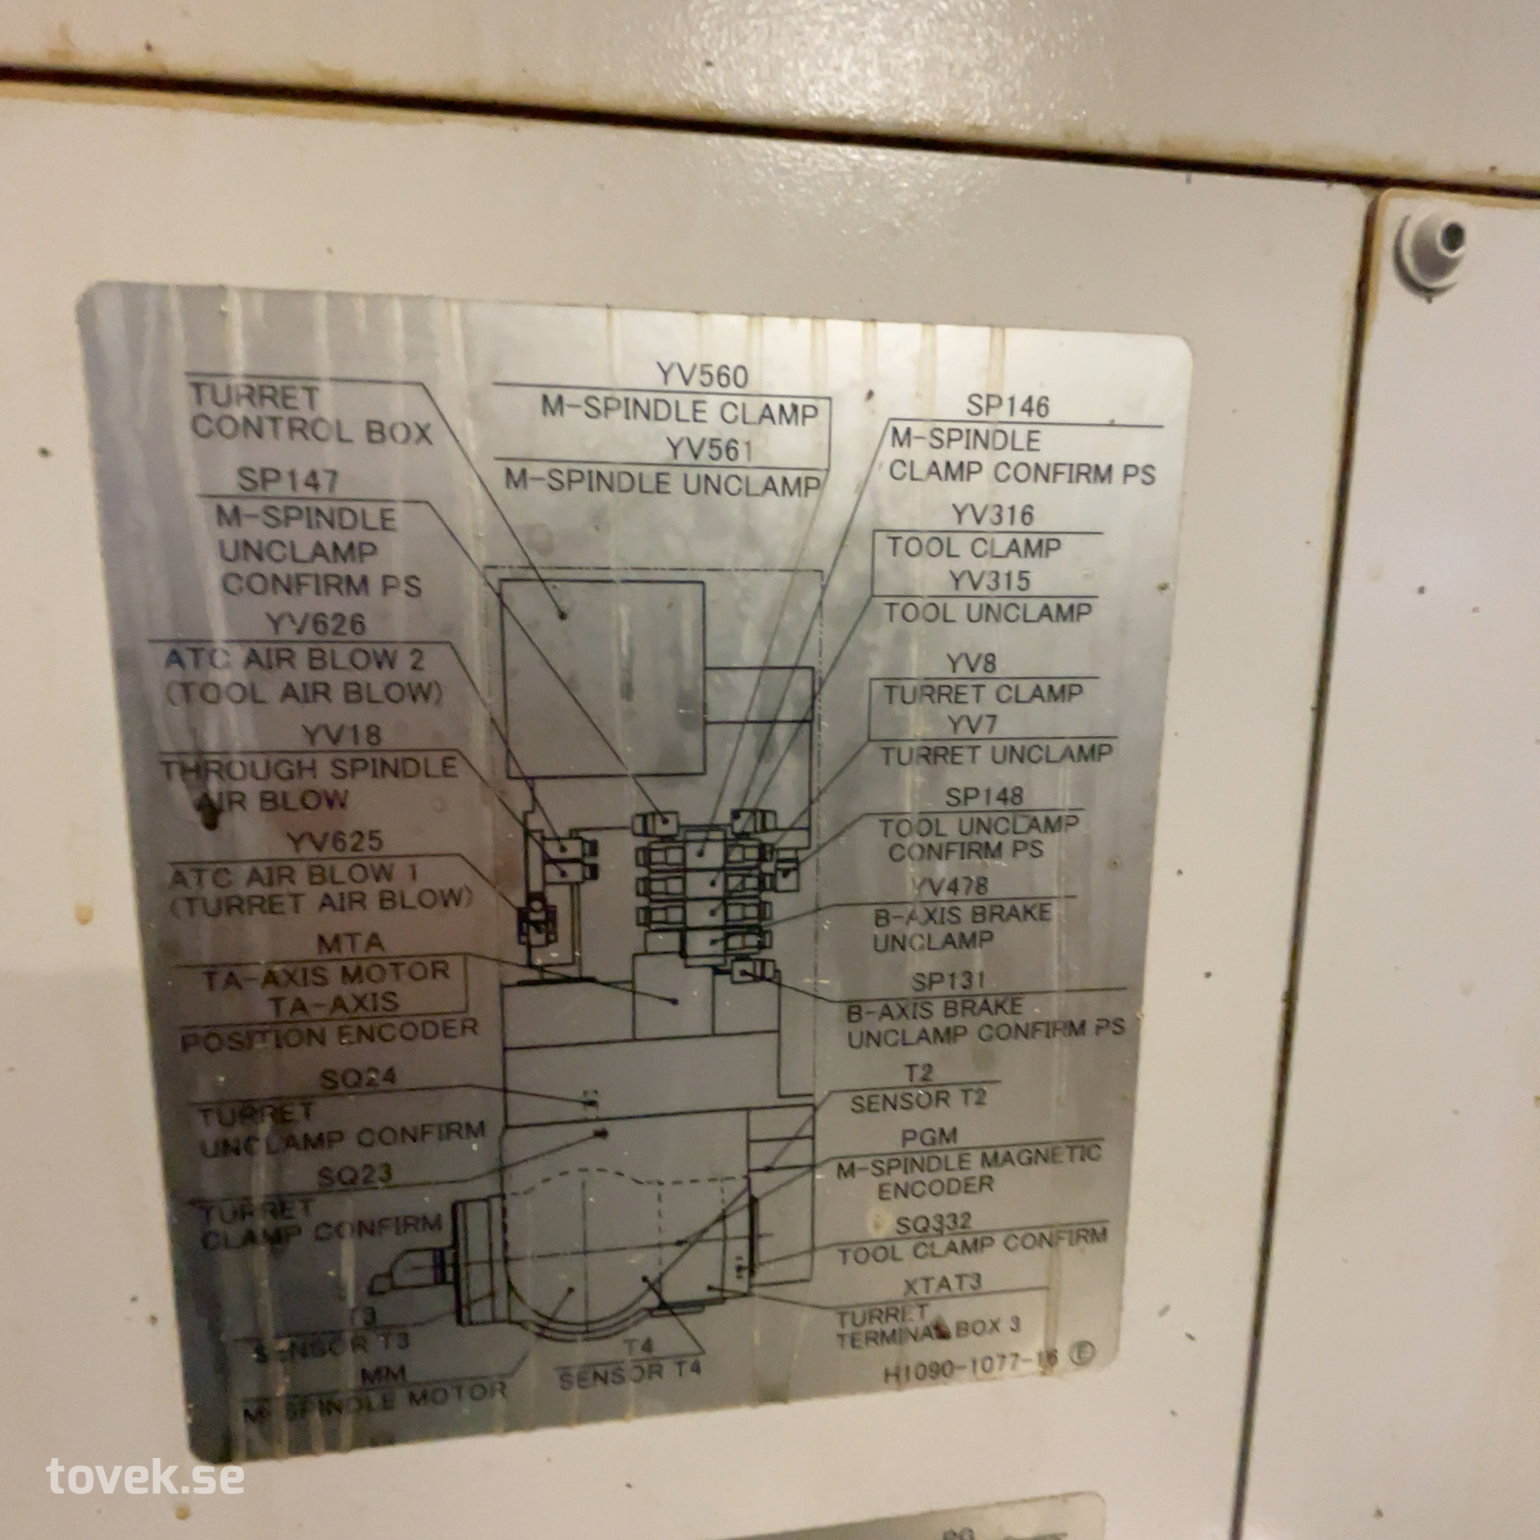 TURRET
CONTROL BOX
SP147
M-SPINDLE
UNCLAMP
CONFIRM PS
YV626
ATC AIR BLOW 2
(TOOL AIR BLOW)
YV18
THROUGH SPINDLE
AIR BLOW
YV625
ATC AIR BLOW 1
(TURRET AIR BLOW)
MTA
TA-AXIS MOTOR
TA-AXIS
POSITION ENCODER
SQ24
TURRET
UNCLAMP CONFIRM
SQ23
TURRET
CLAMP CONFIRM
T3
SENSOR T3
MM
M-SPINDLE MOTOR
T4
SENSOR T4
YV560
M-SPINDLE CLAMP
YV561
M-SPINDLE UNCLAMP
SP146
M-SPINDLE
CLAMP CONFIRM PS
YV316
TOOL CLAMP
YV315
TOOL UNCLAMP
YV8
TURRET CLAMP
YV7
TURRET UNCLAMP
SP148
TOOL UNCLAMP
CONFIRM PS
YV478
B-AXIS BRAKE
UNCLAMP
SP131
B-AXIS BRAKE
UNCLAMP CONFIRM PS
T2
SENSOR T2
PGM
M-SPINDLE MAGNETIC
ENCODER
SQ332
TOOL CLAMP CONFIRM
XTAT3
TURRET
TERMINAL BOX 3
H1090-1077-16 Ⓔ
tovek.se